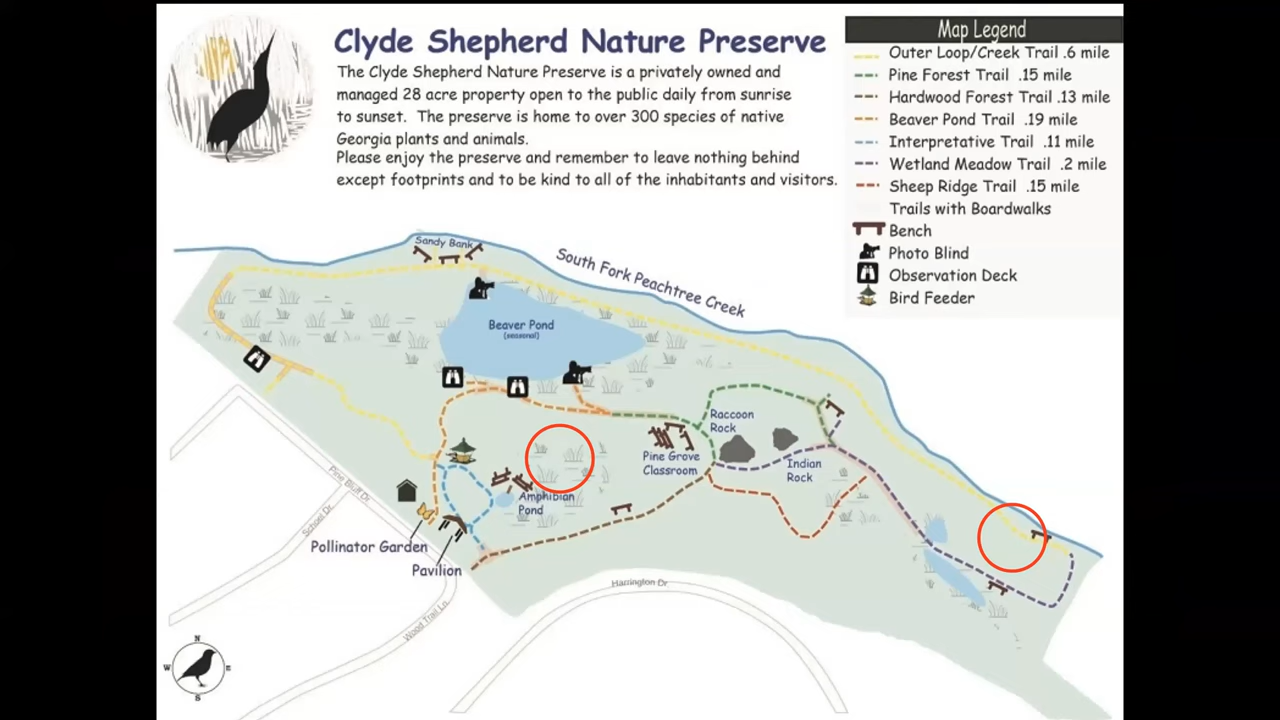 Clyde Shepherd Nature Preserve
The Clyde Shepherd Nature Preserve is a privately owned and
managed 28 acre property open to the public daily from sunrise
to sunset. The preserve is home to over 300 species of native
Georgia plants and animals.
Please enjoy the preserve and remember to leave nothing behind
except footprints and to be kind to all of the inhabitants and visitors.
Map Legend
Outer Loop/Creek Trail .6 mile
Pine Forest Trail .15 mile
Hardwood Forest Trail .13 mile
Beaver Pond Trail .19 mile
Interpretative Trail .11 mile
Wetland Meadow Trail .2 mile
Sheep Ridge Trail .15 mile
Trails with Boardwalks
Bench
Photo Blind
Observation Deck
Bird Feeder
Sandy Bank
South Fork Peachtree Creek
Beaver Pond
(seasonal)
Raccoon
Rock
Pine Grove
Classroom
Indian
Rock
Amphibian
Pond
Pollinator Garden
Pavilion
Pine Bluff Dr
School Dr
Wood Trail Ln
Harrington Dr
N
W
E
S